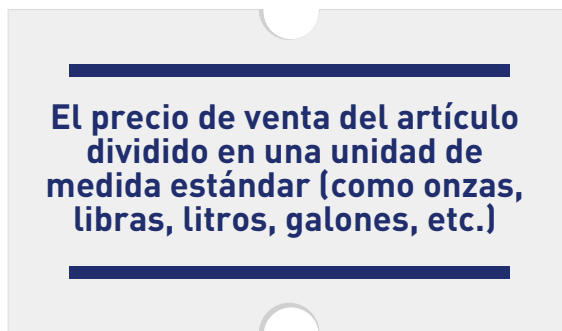 El precio de venta del artículo
dividido en una unidad de
medida estándar (como onzas,
libras, litros, galones, etc.)